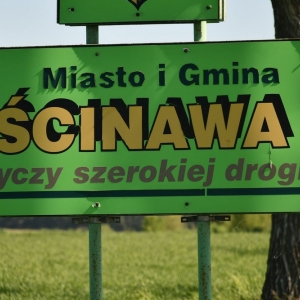 Miasto i Gmina
ŚCINAWA
yczy szerokiej drogi